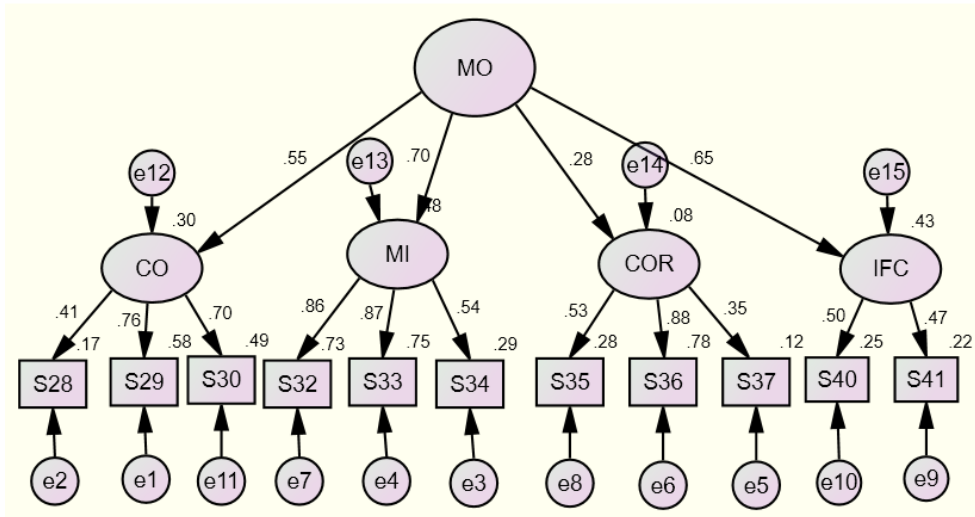 MO
.55
.70
.28
.65
e12
e13
e14
e15
.30
.48
.08
.43
CO
MI
COR
IFC
.41
.76
.70
.86
.87
.54
.53
.88
.35
.50
.47
.17
.58
.49
.73
.75
.29
.28
.78
.12
.25
.22
S28
S29
S30
S32
S33
S34
S35
S36
S37
S40
S41
e2
e1
e11
e7
e4
e3
e8
e6
e5
e10
e9